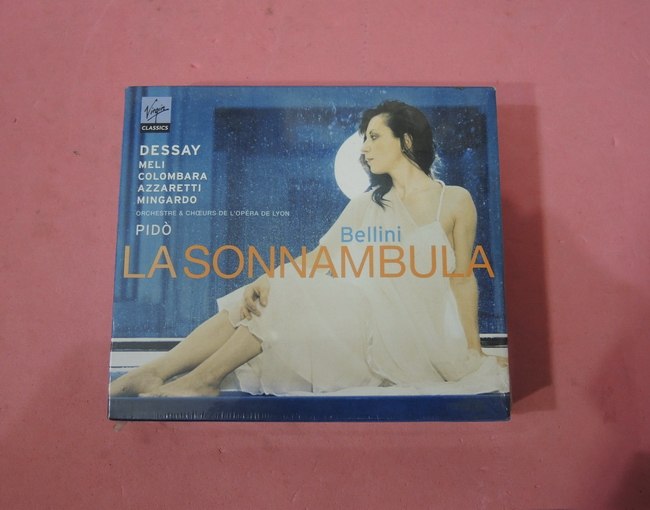 Virgin
CLASSICS
DESSAY
MELI
COLOMBARA
AZZARETTI
MINGARDO
ORCHESTRE & CHŒURS DE L'OPÉRA DE LYON
PIDÒ
Bellini
LA SONNAMBULA